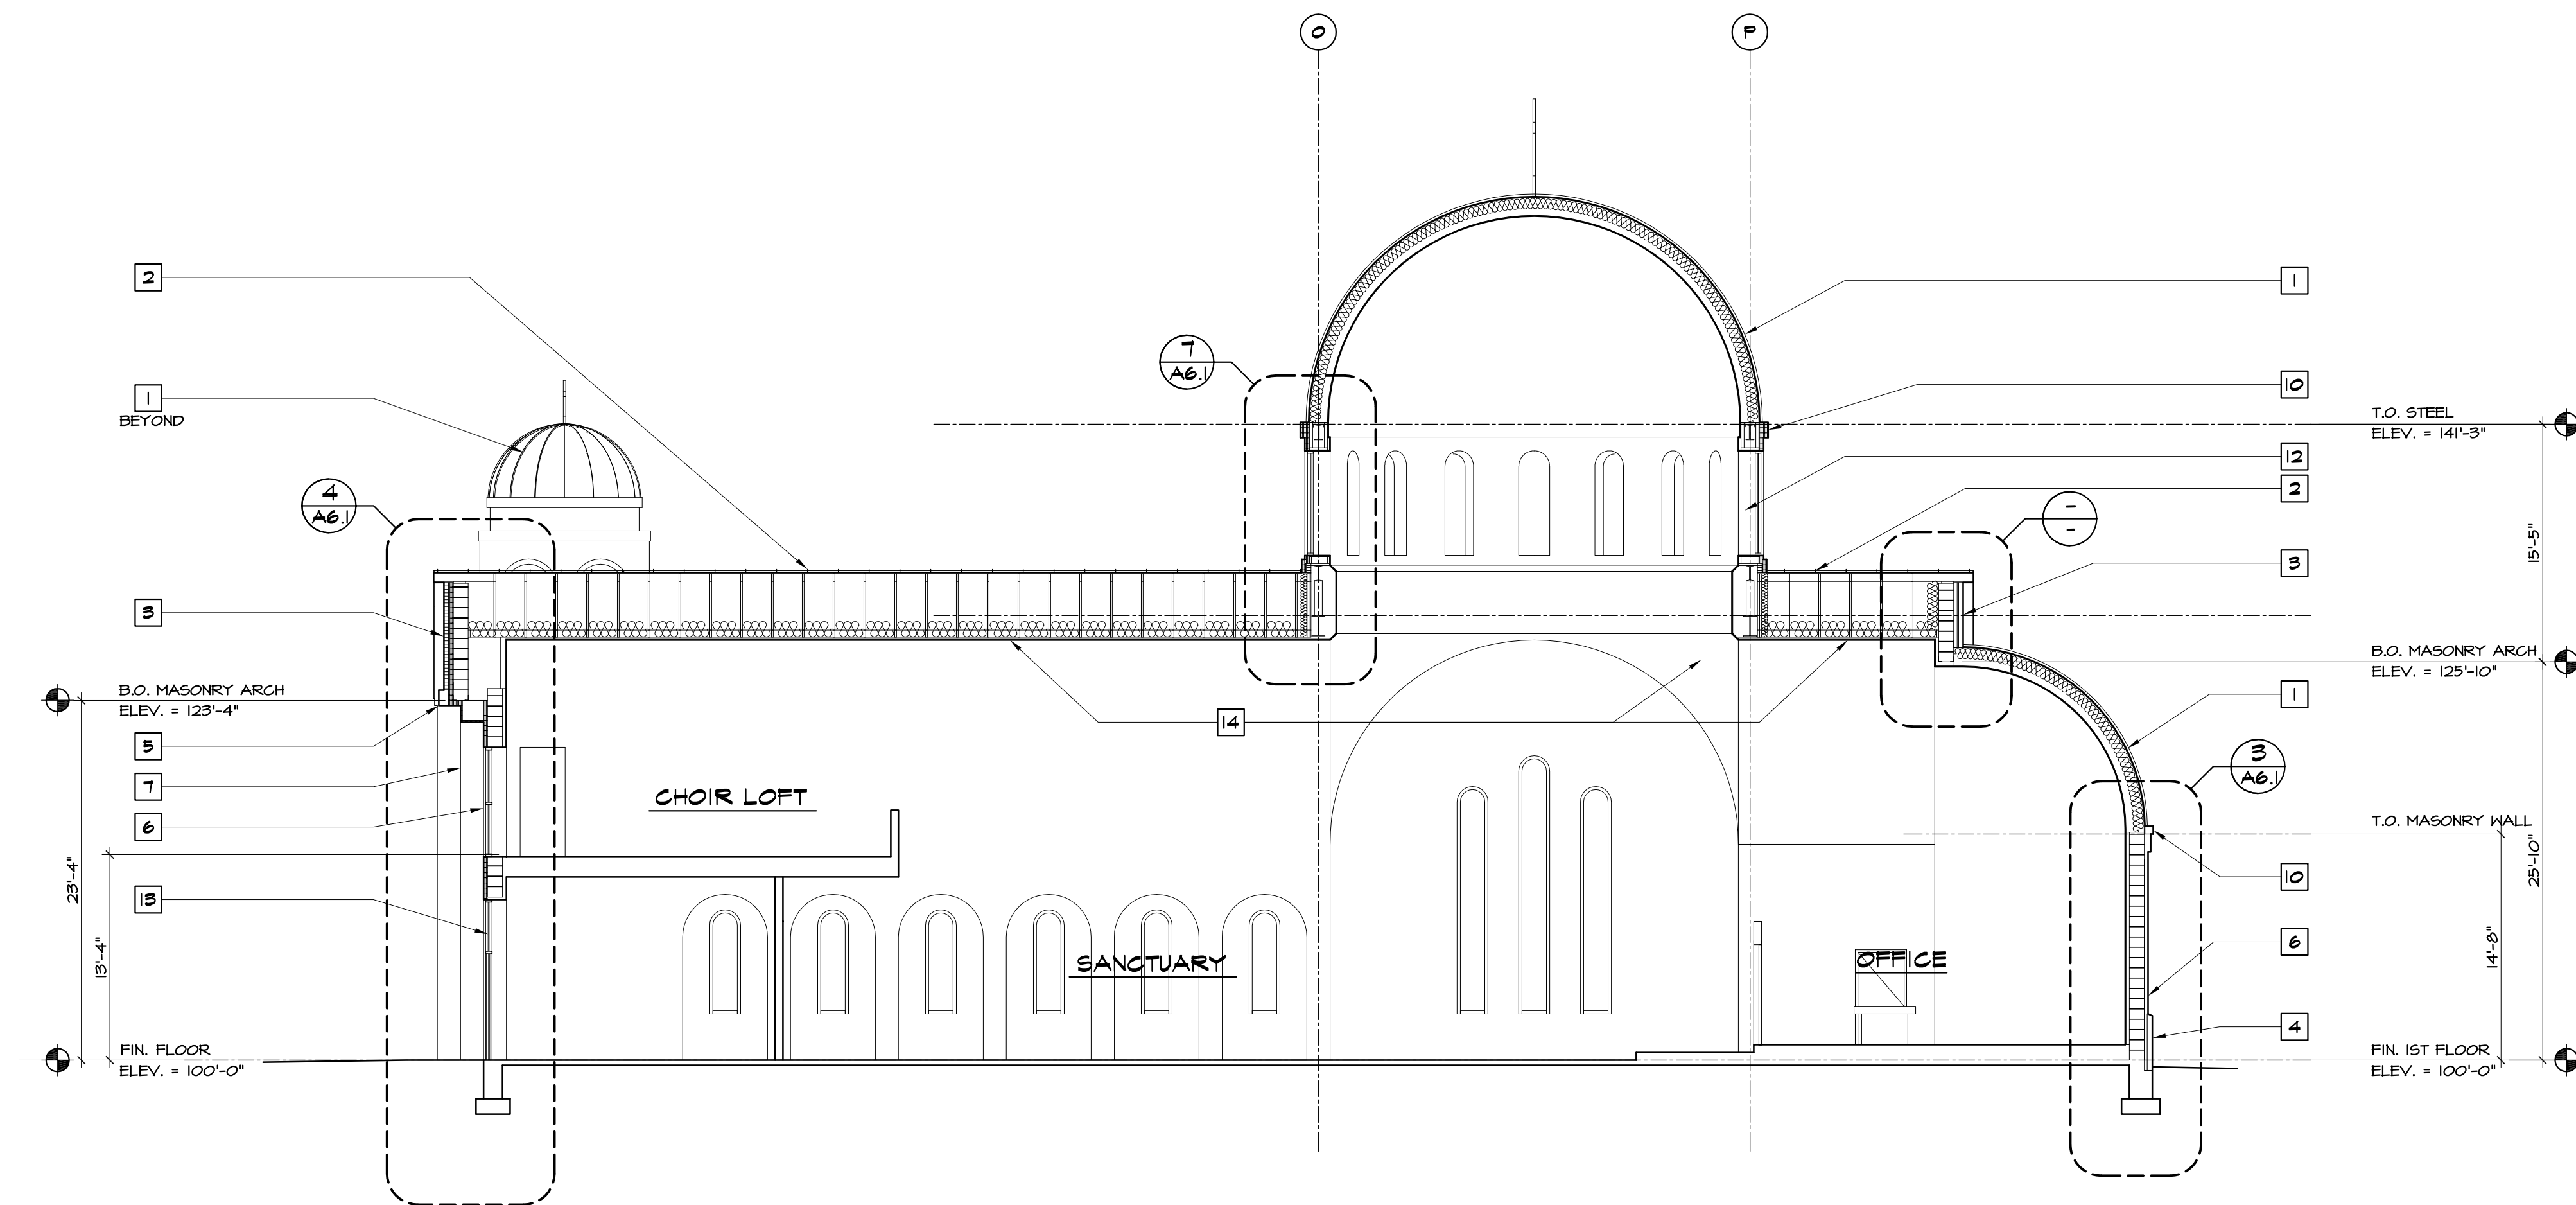 O
P
2
1
1
BEYOND
7
A6.1
10
T.O. STEEL
ELEV. = 141'-3"
12
2
4
A6.1
-
-
15'-5"
3
3
B.O. MASONRY ARCH
ELEV. = 125'-10"
B.O. MASONRY ARCH
ELEV. = 123'-4"
1
14
5
3
A6.1
7
CHOIR LOFT
6
T.O. MASONRY WALL
23'-4"
25'-10"
10
13
13'-4"
SANCTUARY
OFFICE
6
14'-8"
4
FIN. FLOOR
ELEV. = 100'-0"
FIN. 1ST FLOOR
ELEV. = 100'-0"